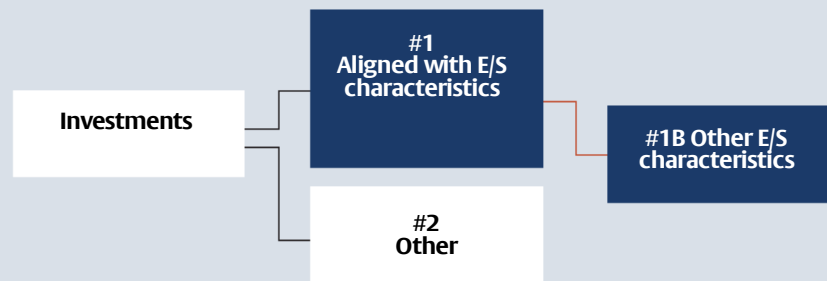 Investments
#1
Aligned with E/S
characteristics
#1B Other E/S
characteristics
#2
Other